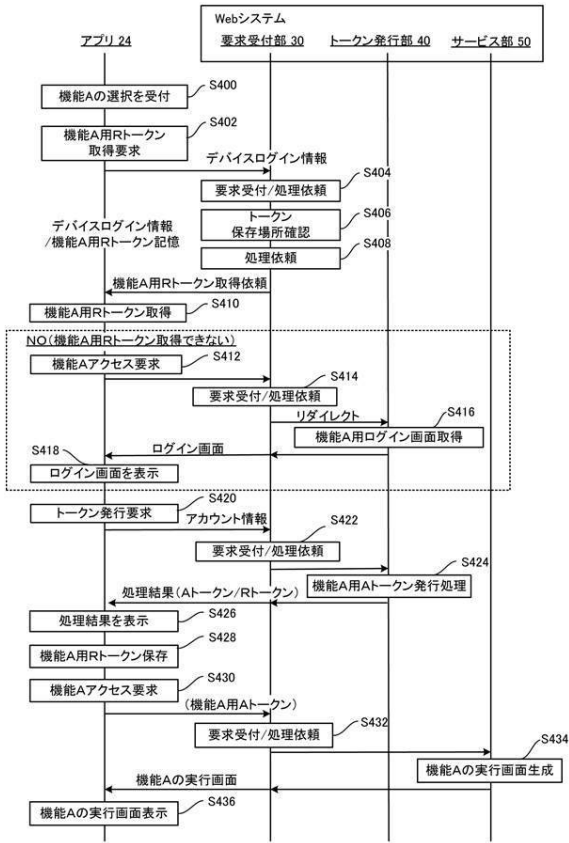 Webシステム
アプリ 24
要求受付部 30
トークン発行部 40
サービス部 50
機能Aの選択を受付
S400
機能A用Rトークン
取得要求
S402
デバイスログイン情報
要求受付/処理依頼
S404
トークン
保存場所確認
S406
デバイスログイン情報
/機能A用Rトークン記憶
処理依頼
S408
機能A用Rトークン取得依頼
機能A用Rトークン取得
S410
NO(機能A用Rトークン取得できない)
機能Aアクセス要求
S412
要求受付/処理依頼
S414
リダイレクト
S416
機能A用ログイン画面取得
ログイン画面
S418
ログイン画面を表示
トークン発行要求
S420
アカウント情報
要求受付/処理依頼
S422
機能A用Aトークン発行処理
S424
処理結果(Aトークン/Rトークン)
処理結果を表示
S426
機能A用Rトークン保存
S428
機能Aアクセス要求
S430
(機能A用Aトークン)
要求受付/処理依頼
S432
S434
機能Aの実行画面生成
機能Aの実行画面
機能Aの実行画面表示
S436